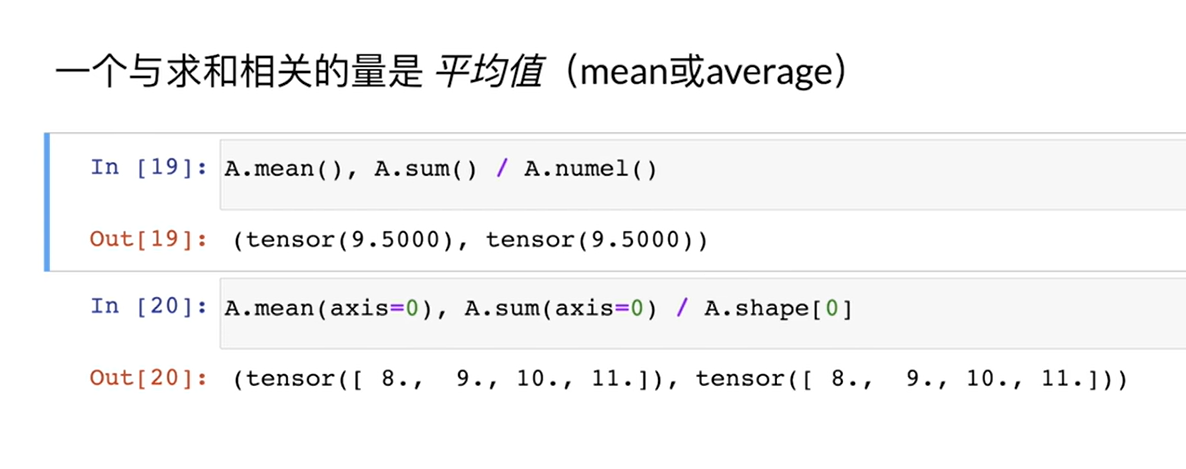 一个与求和相关的量是 平均值（mean或average）
In [19]: A.mean(), A.sum() / A.numel()
Out[19]: (tensor(9.5000), tensor(9.5000))
In [20]: A.mean(axis=0), A.sum(axis=0) / A.shape[0]
Out[20]: (tensor([ 8.,  9., 10., 11.]), tensor([ 8.,  9., 10., 11.]))